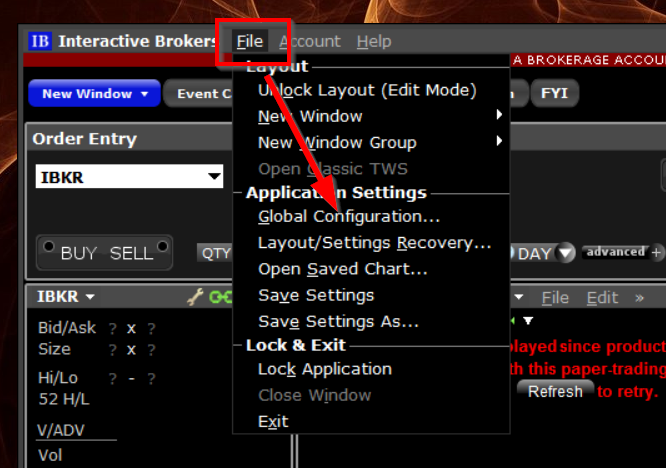 IB Interactive Brokers File Account Help
A BROKERAGE ACCOU
Layout
New Window Event C FYI
Unlock Layout (Edit Mode)
New Window
New Window Group
Open Classic TWS
Application Settings
Global Configuration...
Layout/Settings Recovery...
Open Saved Chart...
Save Settings
Save Settings As...
Lock & Exit
Lock Application
Close Window
Exit
Order Entry
IBKR
BUY SELL QTY DAY advanced +
IBKR File Edit »
Bid/Ask ? x ?
Size ? x ?
Hi/Lo ? - ?
52 H/L
V/ADV
Vol
layed since product
h this paper-trading
Refresh to retry.